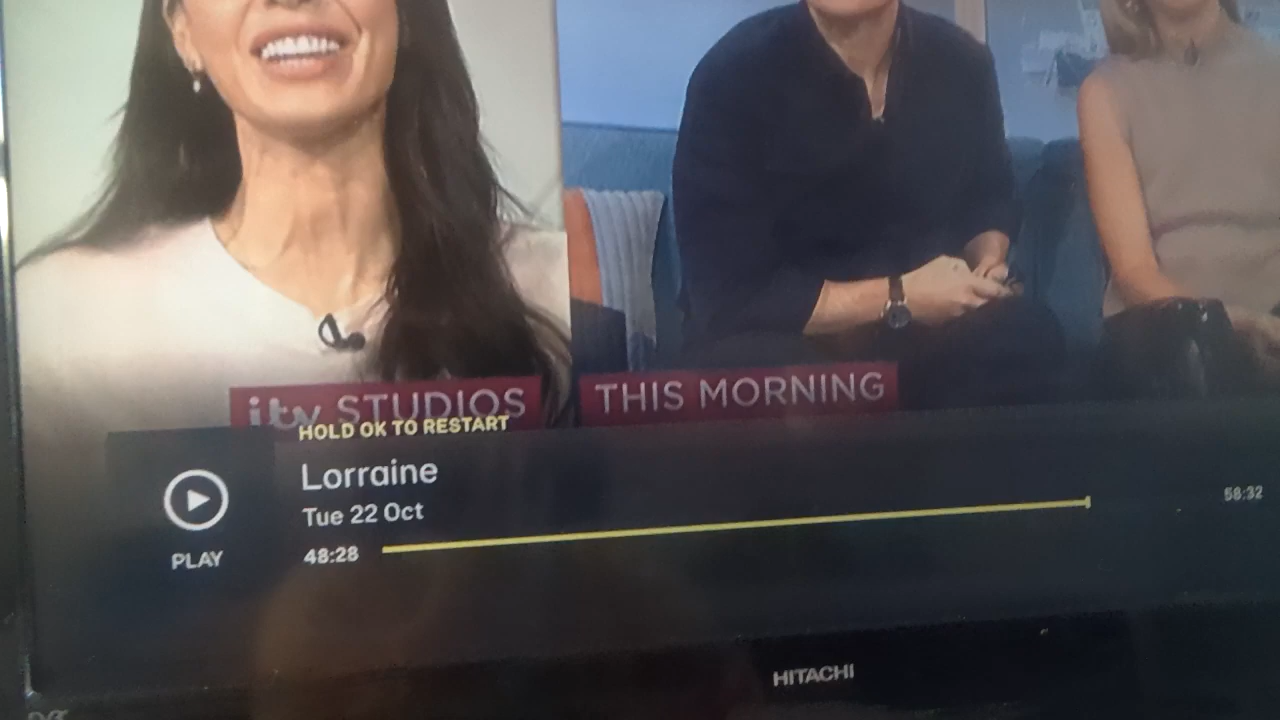 itv STUDIOS
THIS MORNING
HOLD OK TO RESTART
Lorraine
Tue 22 Oct
PLAY
48:28
58:32
HITACHI